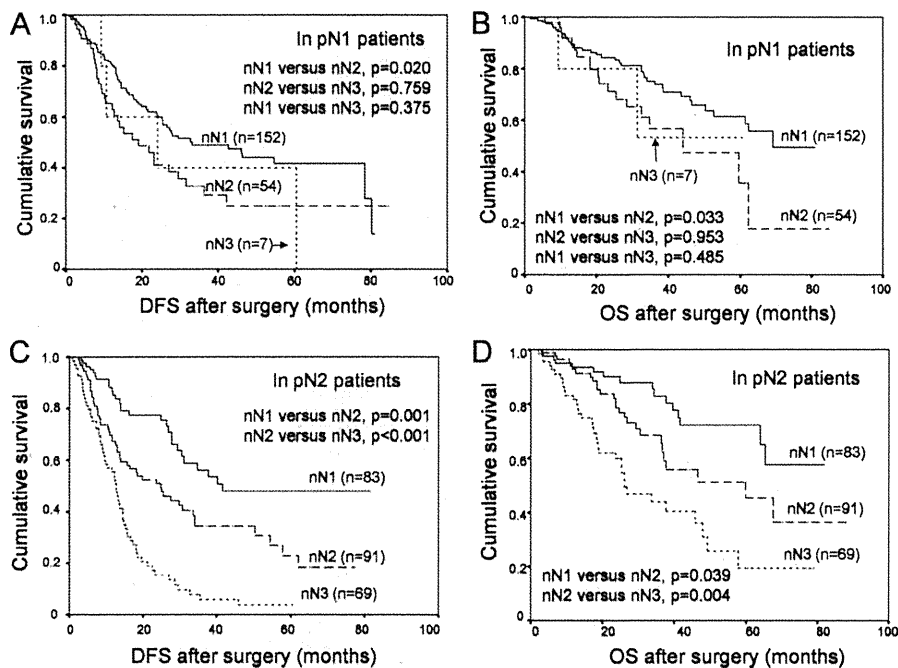 A
In pN1 patients
nN1 versus nN2, p=0.020
nN2 versus nN3, p=0.759
nN1 versus nN3, p=0.375
nN1 (n=152)
nN2 (n=54)
nN3 (n=7)
Cumulative survival
1.0
0.8
0.6
0.4
0.2
0
0 20 40 60 80 100
DFS after surgery (months)
B
In pN1 patients
nN1 (n=152)
nN3 (n=7)
nN2 (n=54)
nN1 versus nN2, p=0.033
nN2 versus nN3, p=0.953
nN1 versus nN3, p=0.485
Cumulative survival
1.0
0.8
0.6
0.4
0.2
0
0 20 40 60 80 100
OS after surgery (months)
C
In pN2 patients
nN1 versus nN2, p=0.001
nN2 versus nN3, p<0.001
nN1 (n=83)
nN2 (n=91)
nN3 (n=69)
Cumulative survival
1.0
0.8
0.6
0.4
0.2
0
0 20 40 60 80 100
DFS after surgery (months)
D
In pN2 patients
nN1 (n=83)
nN2 (n=91)
nN3 (n=69)
nN1 versus nN2, p=0.039
nN2 versus nN3, p=0.004
Cumulative survival
1.0
0.8
0.6
0.4
0.2
0
0 20 40 60 80 100
OS after surgery (months)